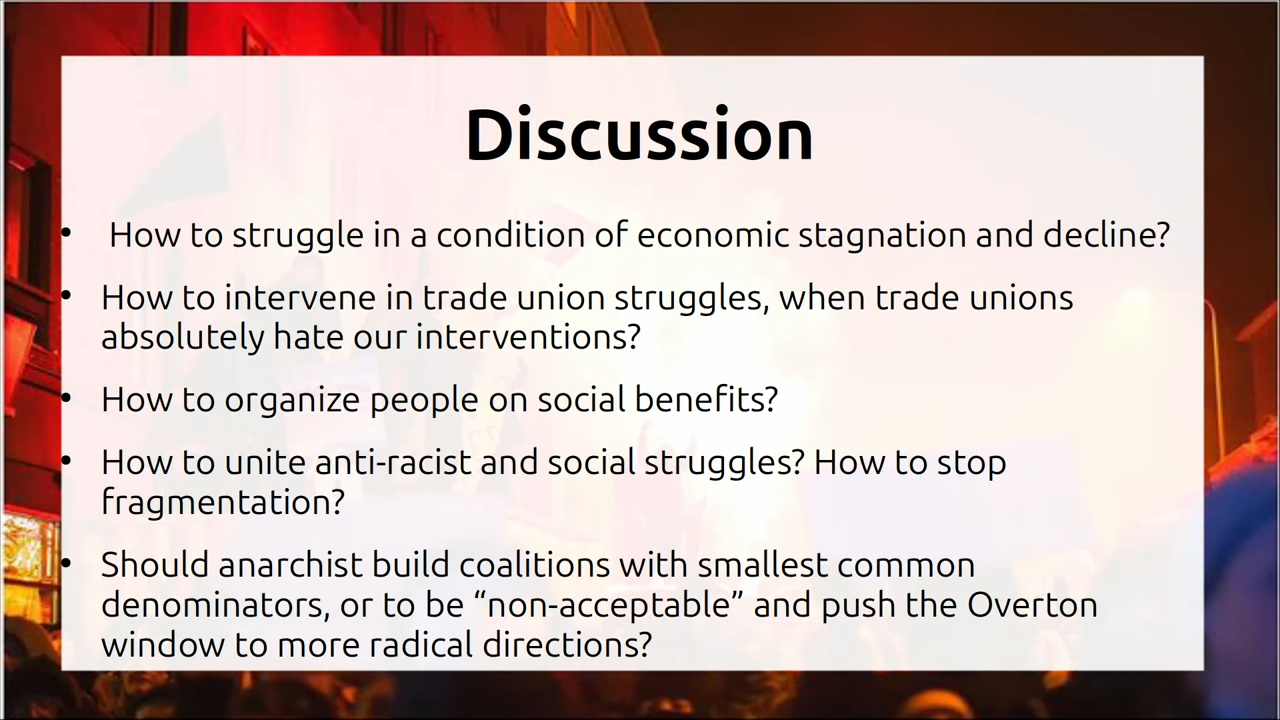 Discussion
• How to struggle in a condition of economic stagnation and decline?
• How to intervene in trade union struggles, when trade unions
absolutely hate our interventions?
• How to organize people on social benefits?
• How to unite anti-racist and social struggles? How to stop
fragmentation?
• Should anarchist build coalitions with smallest common
denominators, or to be “non-acceptable” and push the Overton
window to more radical directions?